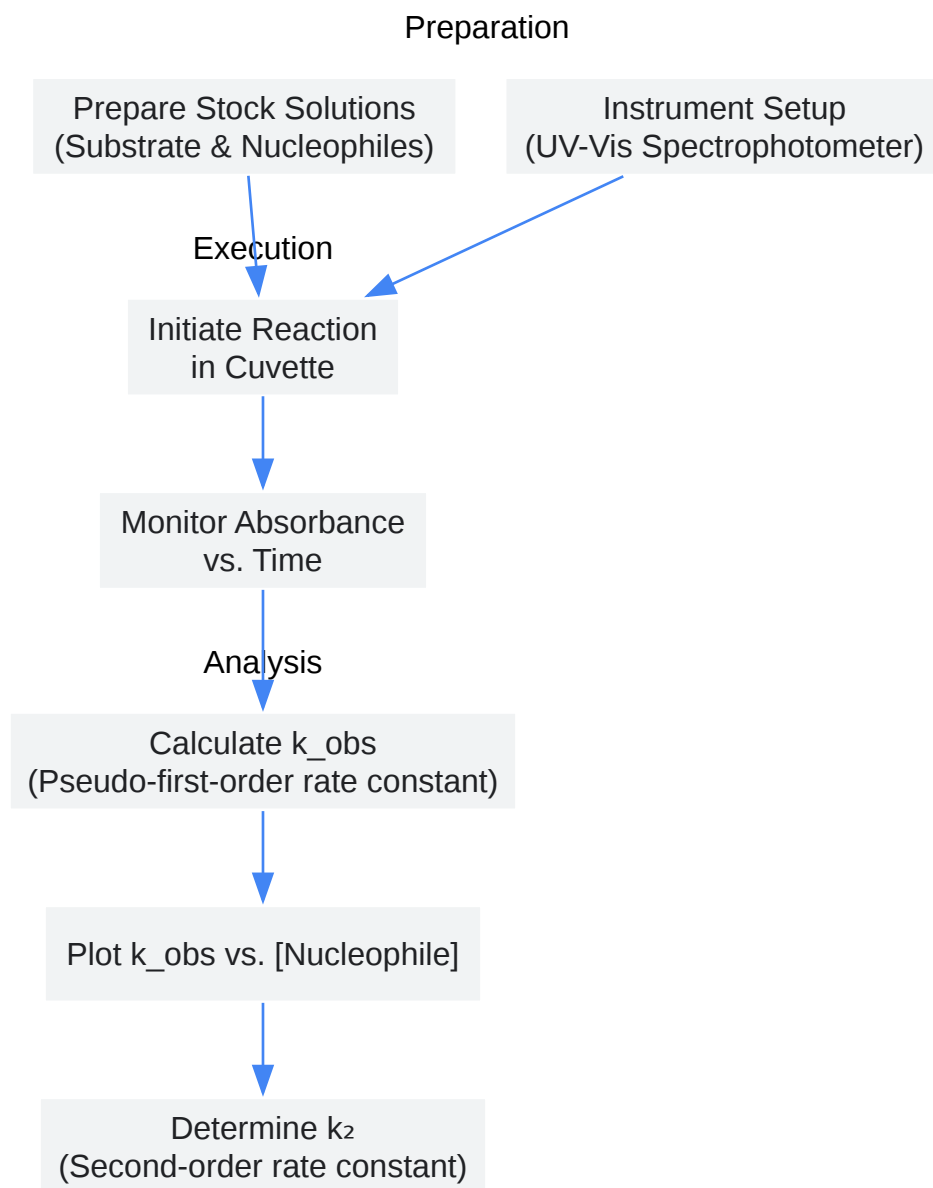 Preparation
Prepare Stock Solutions
(Substrate & Nucleophiles)
Instrument Setup
(UV-Vis Spectrophotometer)
Execution
Initiate Reaction
in Cuvette
Monitor Absorbance
vs. Time
Analysis
Calculate k_obs
(Pseudo-first-order rate constant)
Plot k_obs vs. [Nucleophile]
Determine k₂
(Second-order rate constant)